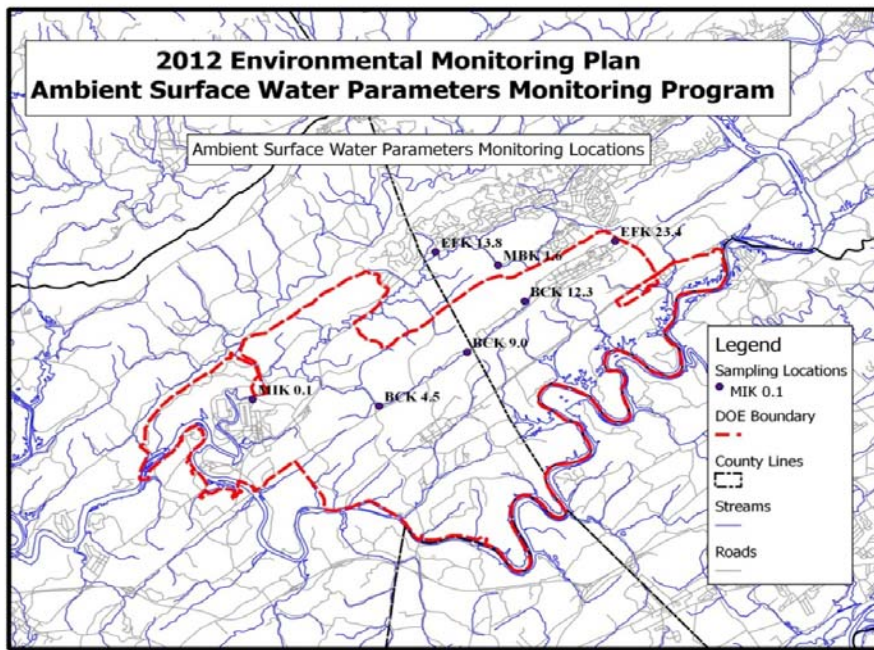 2012 Environmental Monitoring Plan
Ambient Surface Water Parameters Monitoring Program
Ambient Surface Water Parameters Monitoring Locations
EFK 23.4
EFK 13.8
MBK 1.6
BCK 12.3
BCK 9.0
MIK 0.1
BCK 4.5
Legend
Sampling Locations
MIK 0.1
DOE Boundary
County Lines
Streams
Roads